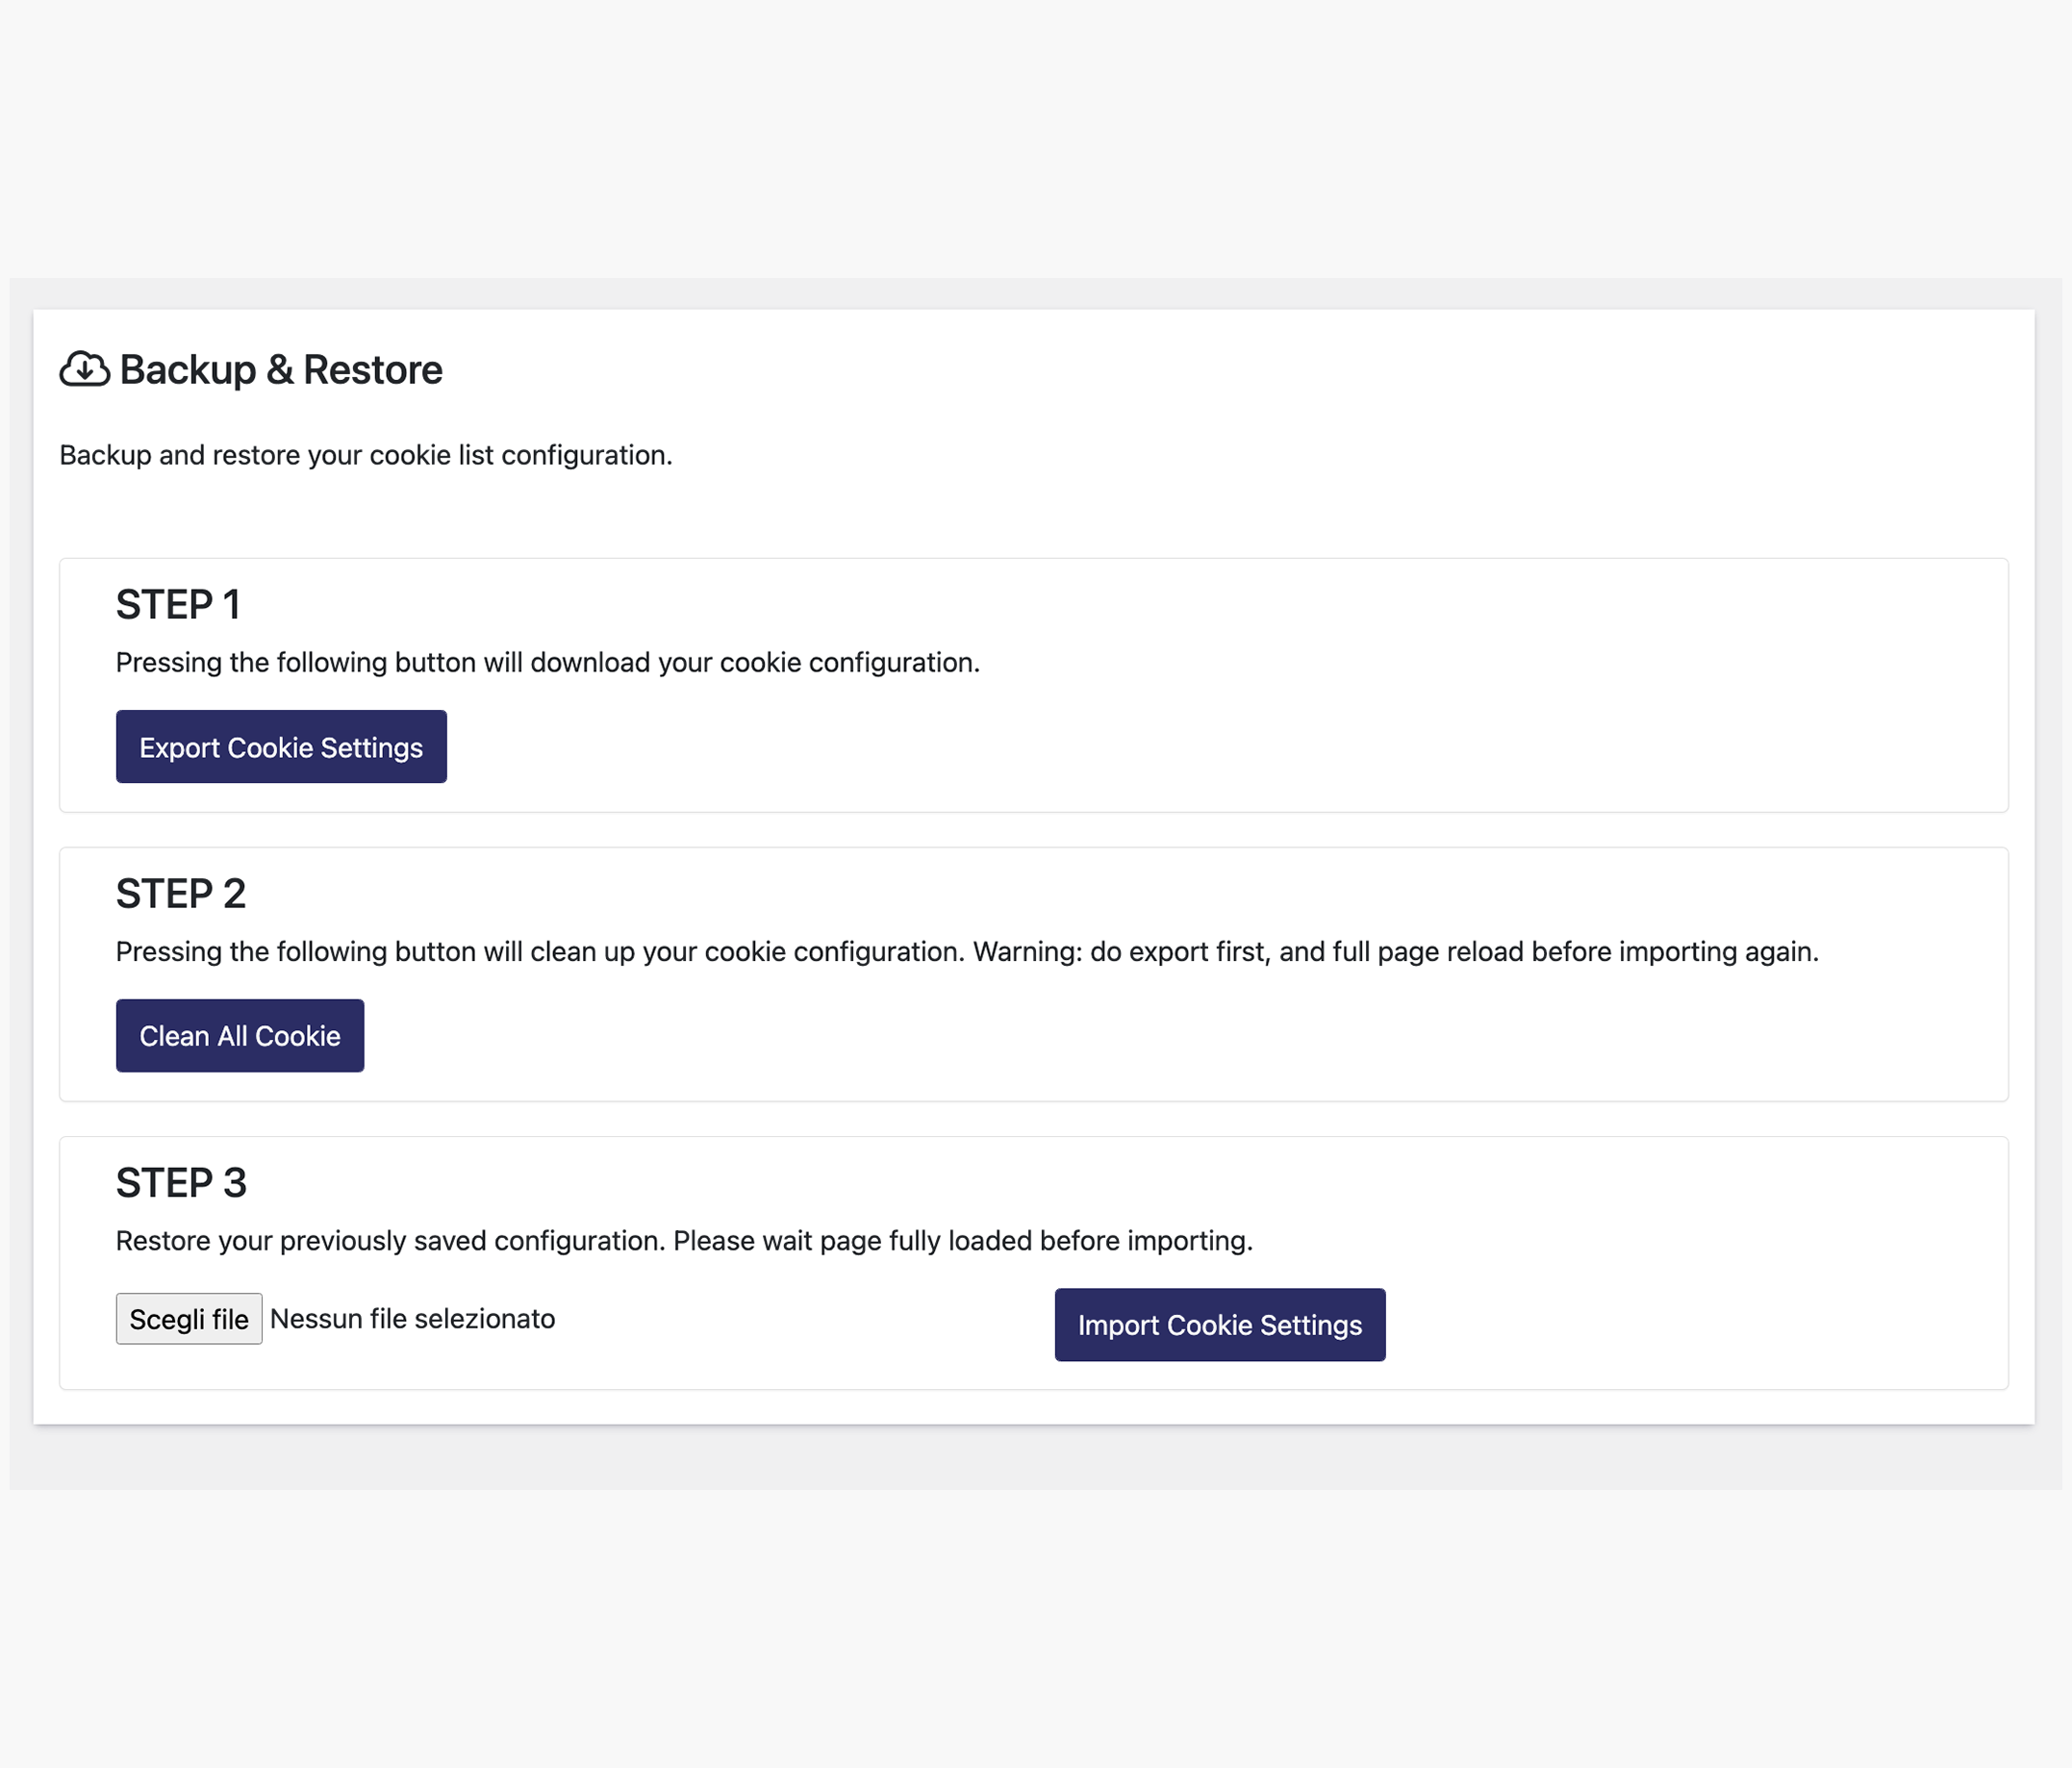 Backup & Restore
Backup and restore your cookie list configuration.
STEP 1
Pressing the following button will download your cookie configuration.
Export Cookie Settings
STEP 2
Pressing the following button will clean up your cookie configuration. Warning: do export first, and full page reload before importing again.
Clean All Cookie
STEP 3
Restore your previously saved configuration. Please wait page fully loaded before importing.
Scegli file Nessun file selezionato
Import Cookie Settings